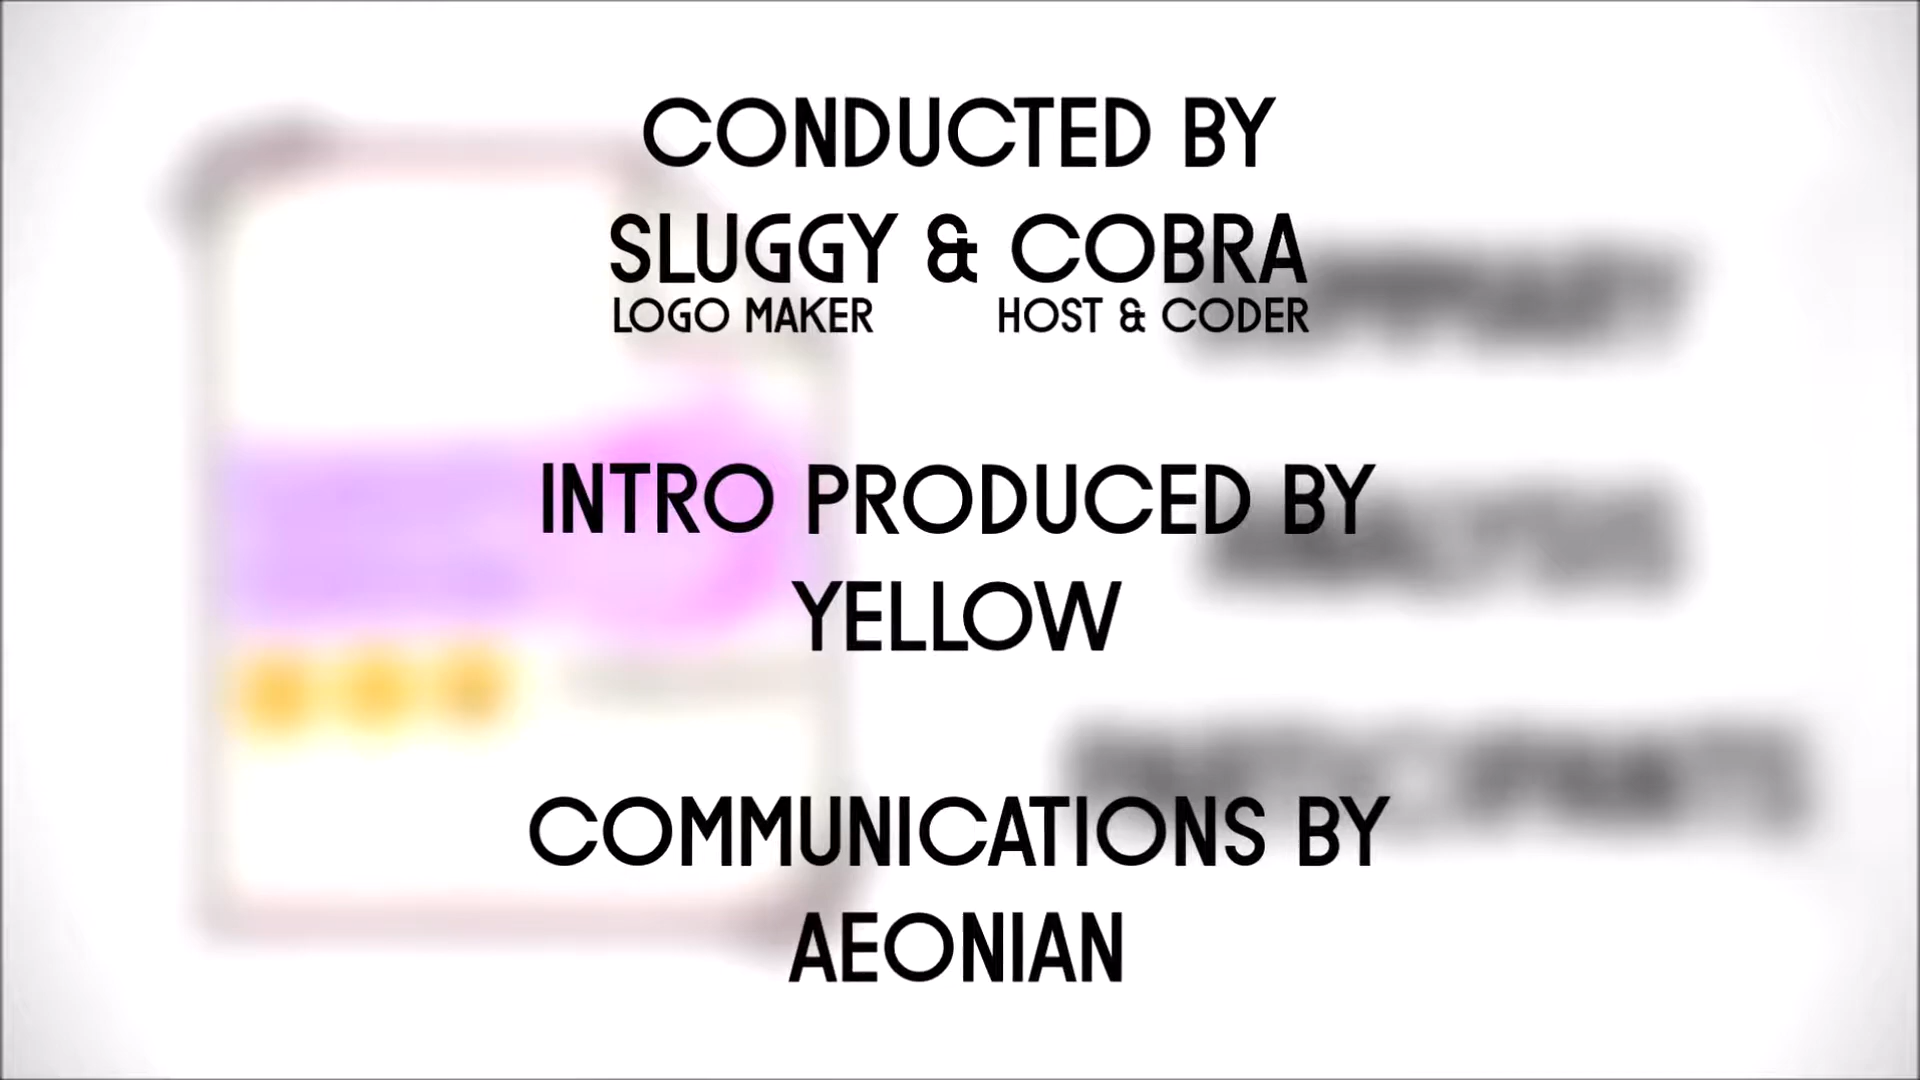 CONDUCTED BY
SLUGGY & COBRA
LOGO MAKER HOST & CODER
INTRO PRODUCED BY
YELLOW
COMMUNICATIONS BY
AEONIAN